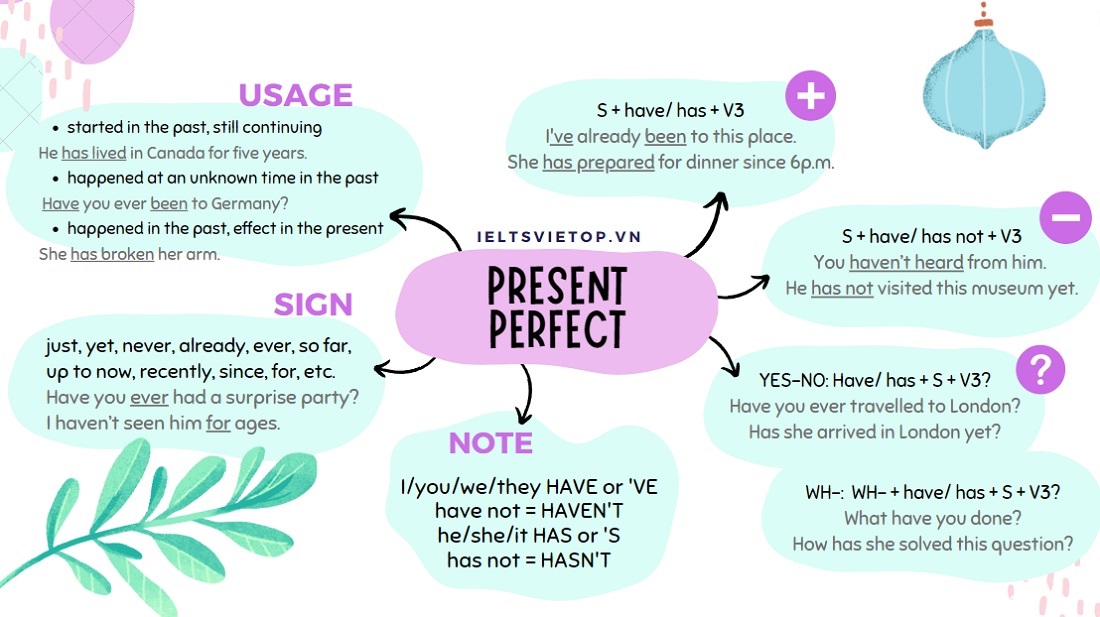 USAGE
• started in the past, still continuing
He has lived in Canada for five years.
• happened at an unknown time in the past
Have you ever been to Germany?
• happened in the past, effect in the present
She has broken her arm.
SIGN
just, yet, never, already, ever, so far,
up to now, recently, since, for, etc.
Have you ever had a surprise party?
I haven't seen him for ages.
IELTSVIETOP.VN
PRESENT
PERFECT
NOTE
I/you/we/they HAVE or 'VE
have not = HAVEN'T
he/she/it HAS or 'S
has not = HASN'T
+
S + have/ has + V3
I've already been to this place.
She has prepared for dinner since 6p.m.
−
S + have/ has not + V3
You haven't heard from him.
He has not visited this museum yet.
?
YES-NO: Have/ has + S + V3?
Have you ever travelled to London?
Has she arrived in London yet?
WH-: WH- + have/ has + S + V3?
What have you done?
How has she solved this question?